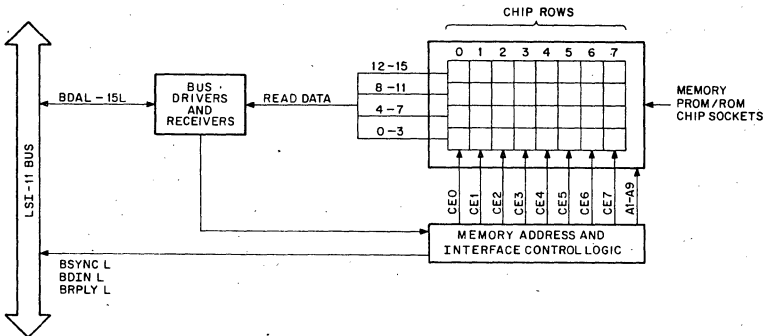 CHIP ROWS
0 1 2 3 4 5 6 7
12-15
8-11
4-7
0-3
BUS
DRIVERS
AND
RECEIVERS
BDAL-15L
READ DATA
MEMORY
PROM/ROM
CHIP SOCKETS
LSI-11 BUS
CE0
CE1
CE2
CE3
CE4
CE5
CE6
CE7
A1-A9
MEMORY ADDRESS AND
INTERFACE CONTROL LOGIC
BSYNC L
BDIN L
BRPLY L